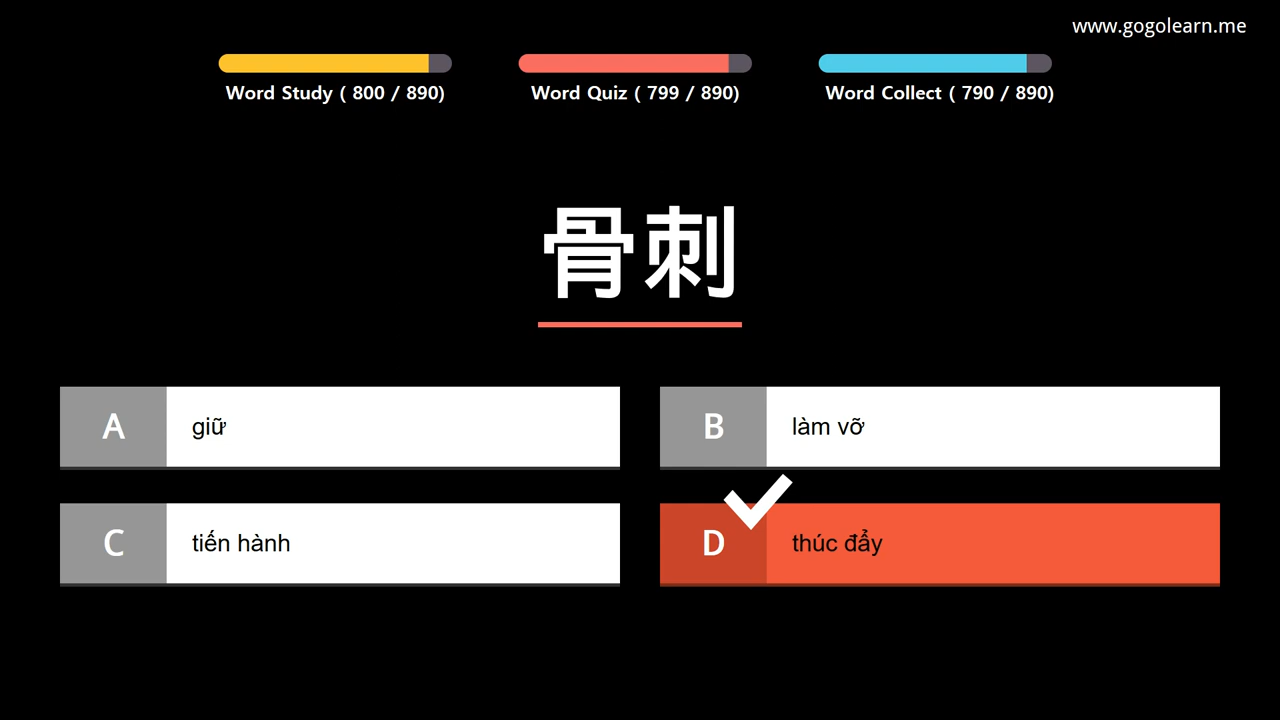 www.gogolearn.me
Word Study ( 800 / 890)
Word Quiz ( 799 / 890)
Word Collect ( 790 / 890)
骨刺
A giữ
B làm vỡ
C tiến hành
D thúc đẩy